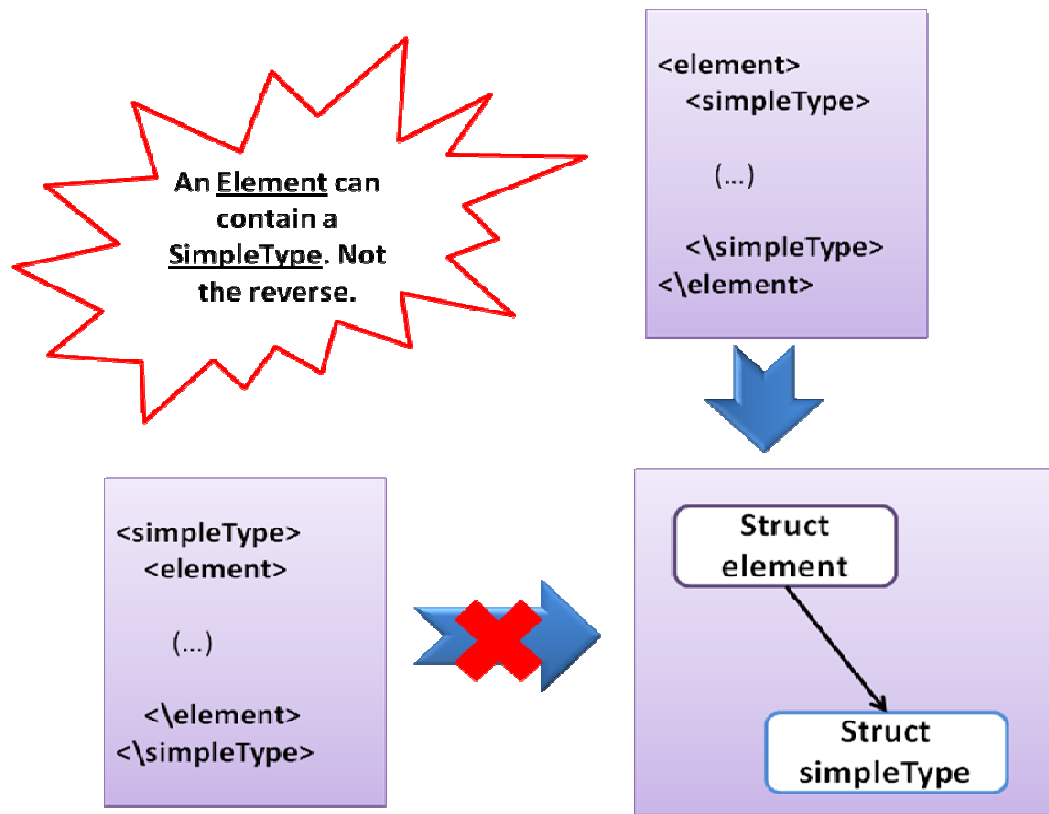 An Element can
contain a
SimpleType. Not
the reverse.
<element>
<simpleType>
(...)
<\simpleType>
<\element>
<simpleType>
<element>
(...)
<\element>
<\simpleType>
Struct
element
Struct
simpleType